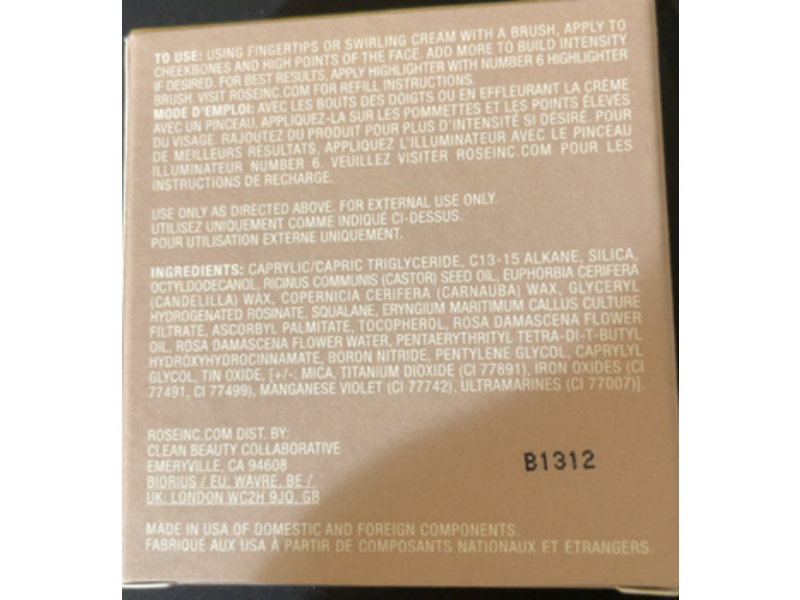 TO USE: USING FINGERTIPS OR SWIRLING CREAM WITH A BRUSH, APPLY TO
CHEEKBONES AND HIGH POINTS OF THE FACE. ADD MORE TO BUILD INTENSITY
IF DESIRED. FOR BEST RESULTS, APPLY HIGHLIGHTER WITH NUMBER 6 HIGHLIGHTER
BRUSH. VISIT ROSEINC.COM FOR REFILL INSTRUCTIONS.
MODE D'EMPLOI: AVEC LES BOUTS DES DOIGTS OU EN EFFLEURANT LA CRÈME
AVEC UN PINCEAU, APPLIQUEZ-LA SUR LES POMMETTES ET LES POINTS ÉLEVÉS
DU VISAGE. RAJOUTEZ DU PRODUIT POUR PLUS D'INTENSITÉ SI DÉSIRÉ. POUR
DE MEILLEURS RÉSULTATS, APPLIQUEZ L'ILLUMINATEUR AVEC LE PINCEAU
ILLUMINATEUR NUMBER 6. VEUILLEZ VISITER ROSEINC.COM POUR LES
INSTRUCTIONS DE RECHARGE.
USE ONLY AS DIRECTED ABOVE. FOR EXTERNAL USE ONLY.
UTILISEZ UNIQUEMENT COMME INDIQUÉ CI-DESSUS.
POUR UTILISATION EXTERNE UNIQUEMENT.
INGREDIENTS: CAPRYLIC/CAPRIC TRIGLYCERIDE, C13-15 ALKANE, SILICA,
OCTYLDODECANOL, RICINUS COMMUNIS (CASTOR) SEED OIL, EUPHORBIA CERIFERA
(CANDELILLA) WAX, COPERNICIA CERIFERA (CARNAUBA) WAX, GLYCERYL
HYDROGENATED ROSINATE, SQUALANE, ERYNGIUM MARITIMUM CALLUS CULTURE
FILTRATE, ASCORBYL PALMITATE, TOCOPHEROL, ROSA DAMASCENA FLOWER
OIL, ROSA DAMASCENA FLOWER WATER, PENTAERYTHRITYL TETRA-DI-T-BUTYL
HYDROXYHYDROCINNAMATE, BORON NITRIDE, PENTYLENE GLYCOL, CAPRYLYL
GLYCOL, TIN OXIDE, [+/-: MICA, TITANIUM DIOXIDE (CI 77891), IRON OXIDES (CI
77491, CI 77499), MANGANESE VIOLET (CI 77742), ULTRAMARINES (CI 77007)].
ROSEINC.COM DIST. BY:
CLEAN BEAUTY COLLABORATIVE
EMERYVILLE, CA 94608
BIORIUS / EU: WAVRE, BE /
UK: LONDON WC2H 9JQ, GB
B1312
MADE IN USA OF DOMESTIC AND FOREIGN COMPONENTS.
FABRIQUÉ AUX USA À PARTIR DE COMPOSANTS NATIONAUX ET ÉTRANGERS.